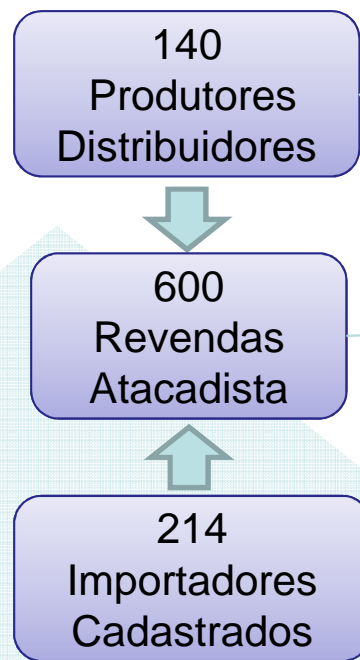 140
Produtores
Distribuidores
600
Revendas
Atacadista
214
Importadores
Cadastrados